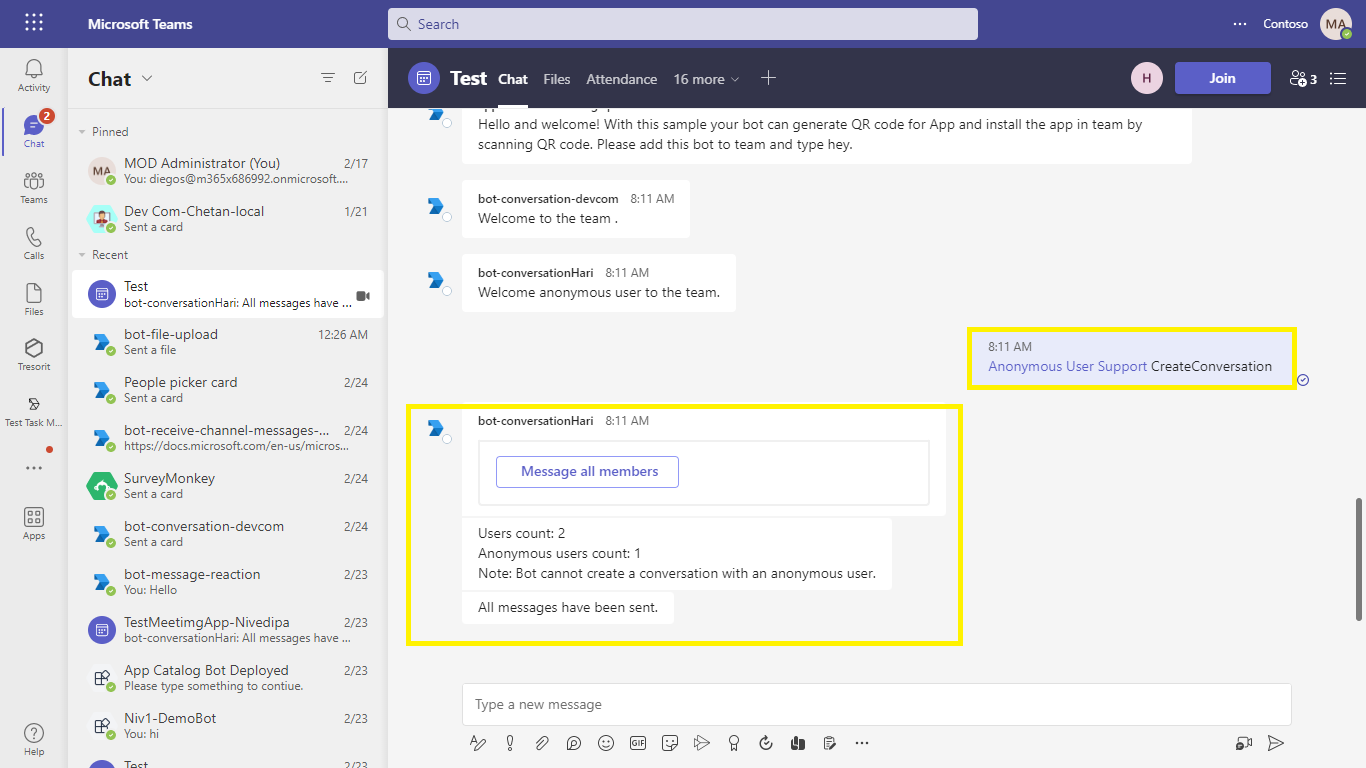 Microsoft Teams
Search
Contoso
MA
Activity
2
Chat
Teams
Calls
Files
Tresorit
Test Task M...
Apps
Help
Chat
Pinned
MA
MOD Administrator (You) 2/17
You: diegos@m365x686992.onmicrosoft....
Dev Com-Chetan-local 1/21
Sent a card
Recent
Test
bot-conversationHari: All messages have ...
bot-file-upload 12:26 AM
Sent a file
People picker card 2/24
Sent a card
bot-receive-channel-messages-... 2/24
https://docs.microsoft.com/en-us/micros...
SurveyMonkey 2/24
Sent a card
bot-conversation-devcom 2/24
Sent a card
bot-message-reaction 2/23
You: Hello
TestMeetimgApp-Nivedipa 2/23
bot-conversationHari: All messages have ...
App Catalog Bot Deployed 2/23
Please type something to contiue.
Niv1-DemoBot 2/23
You: hi
Test 2/23
Test Chat Files Attendance 16 more
H
Join
3
Hello and welcome! With this sample your bot can generate QR code for App and install the app in team by
scanning QR code. Please add this bot to team and type hey.
bot-conversation-devcom 8:11 AM
Welcome to the team .
bot-conversationHari 8:11 AM
Welcome anonymous user to the team.
8:11 AM
Anonymous User Support CreateConversation
bot-conversationHari 8:11 AM
Message all members
Users count: 2
Anonymous users count: 1
Note: Bot cannot create a conversation with an anonymous user.
All messages have been sent.
Type a new message
GIF